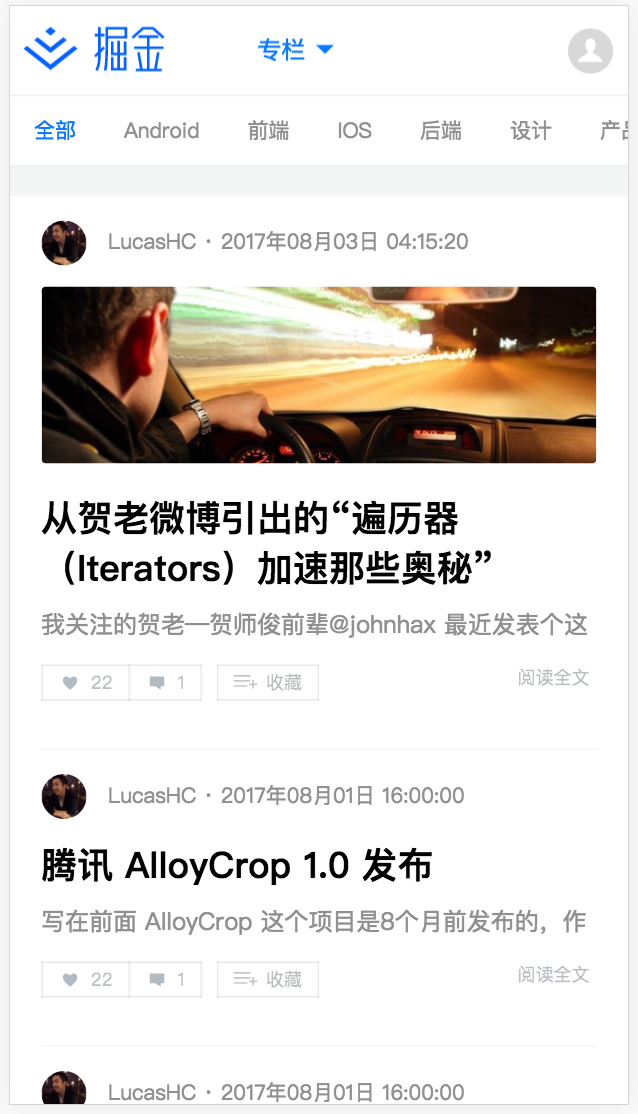 掘金 专栏
全部 Android 前端 IOS 后端 设计 产品
LucasHC · 2017年08月03日 04:15:20
从贺老微博引出的“遍历器
（Iterators）加速那些奥秘”
我关注的贺老—贺师俊前辈@johnhax 最近发表个这
22 1 收藏 阅读全文
LucasHC · 2017年08月01日 16:00:00
腾讯 AlloyCrop 1.0 发布
写在前面 AlloyCrop 这个项目是8个月前发布的，作
22 1 收藏 阅读全文
LucasHC · 2017年08月01日 16:00:00